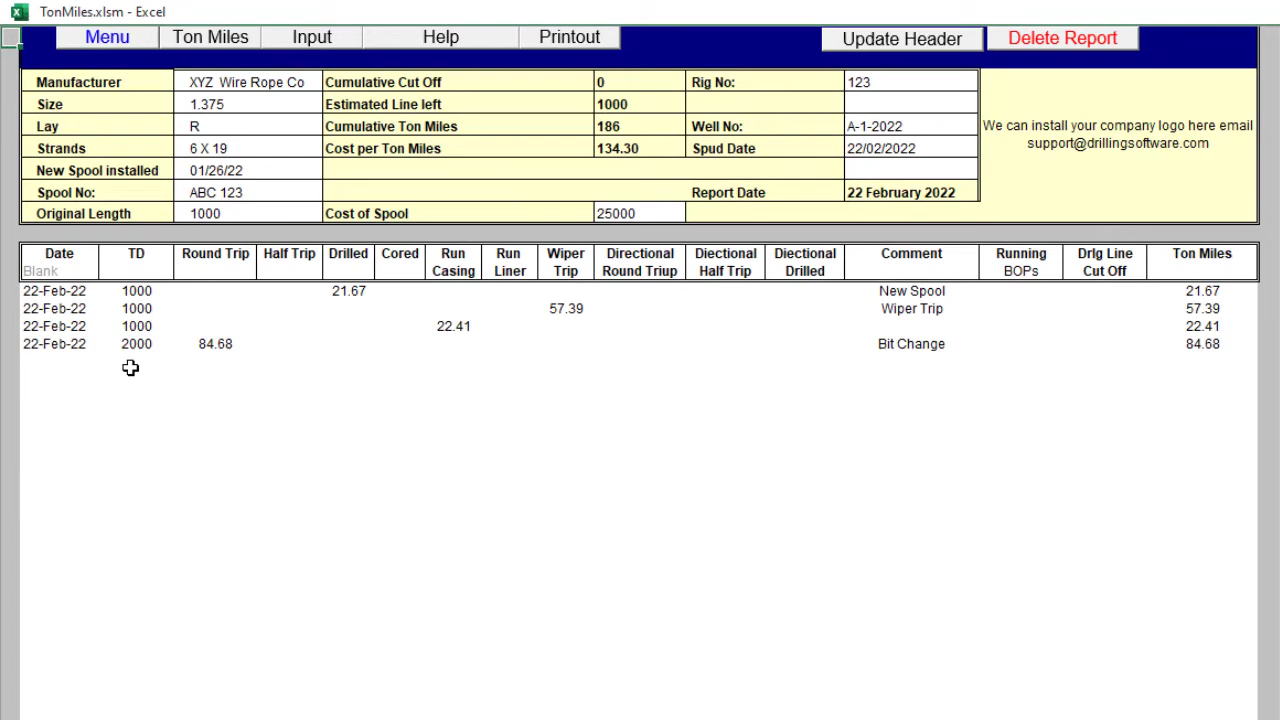 TonMiles.xlsm - Excel
Menu Ton Miles Input Help Printout Update Header Delete Report
Manufacturer XYZ Wire Rope Co Cumulative Cut Off 0 Rig No: 123
Size 1.375 Estimated Line left 1000
Lay R Cumulative Ton Miles 186 Well No: A-1-2022 We can install your company logo here email
Strands 6 X 19 Cost per Ton Miles 134.30 Spud Date 22/02/2022 support@drillingsoftware.com
New Spool installed 01/26/22
Spool No: ABC 123 Report Date 22 February 2022
Original Length 1000 Cost of Spool 25000
Date TD Round Trip Half Trip Drilled Cored Run Run Wiper Directional Diectional Diectional Comment Running Drlg Line Ton Miles
Blank Casing Liner Trip Round Triup Half Trip Drilled BOPs Cut Off
22-Feb-22 1000 21.67 New Spool 21.67
22-Feb-22 1000 57.39 Wiper Trip 57.39
22-Feb-22 1000 22.41 22.41
22-Feb-22 2000 84.68 Bit Change 84.68